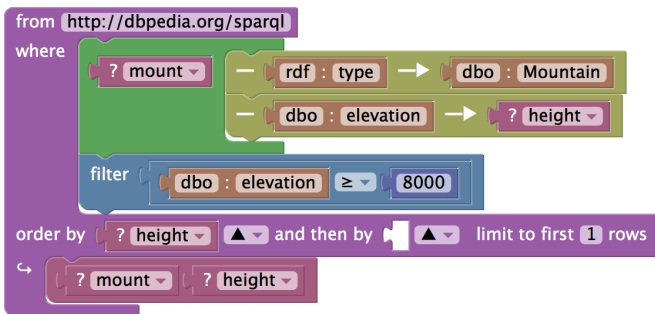 from http://dbpedia.org/sparql
where
? mount rdf : type dbo : Mountain
dbo : elevation ? height
filter dbo : elevation ≥ 8000
order by ? height ▲ and then by ▲ limit to first 1 rows
? mount ? height